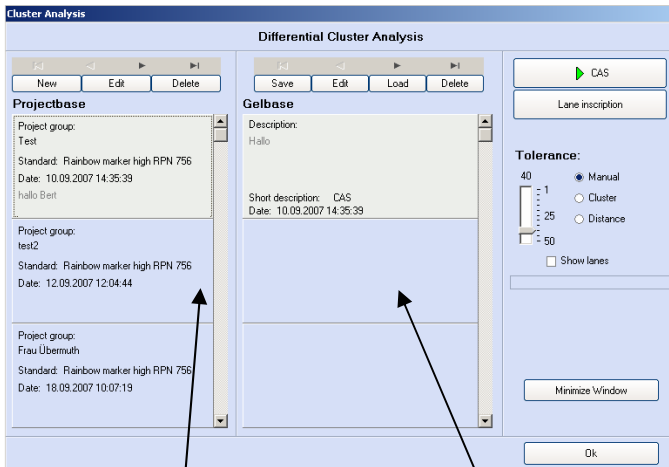 Cluster Analysis
Differential Cluster Analysis
New Edit Delete
Projectbase
Project group:
Test
Standard: Rainbow marker high RPN 756
Date: 10.09.2007 14:35:39
hallo Bert
Project group:
test2
Standard: Rainbow marker high RPN 756
Date: 12.09.2007 12:04:44
Project group:
Frau Übermuth
Standard: Rainbow marker high RPN 756
Date: 18.09.2007 10:07:19
Save Edit Load Delete
Gelbase
Description:
Hallo
Short description: CAS
Date: 10.09.2007 14:35:39
CAS
Lane inscription
Tolerance:
40
1
25
50
Manual
Cluster
Distance
Show lanes
Minimize Window
Ok